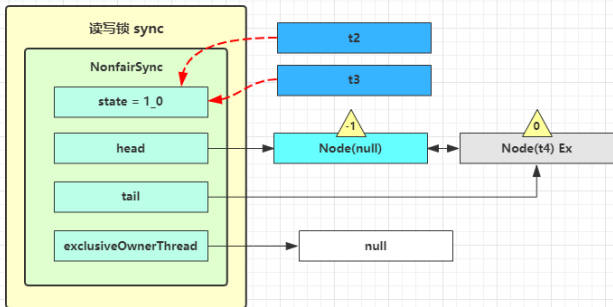 读写锁 sync
t2
NonfairSync
t3
state = 1_0
-1
0
head
Node(null)
Node(t4) Ex
tail
exclusiveOwnerThread
null